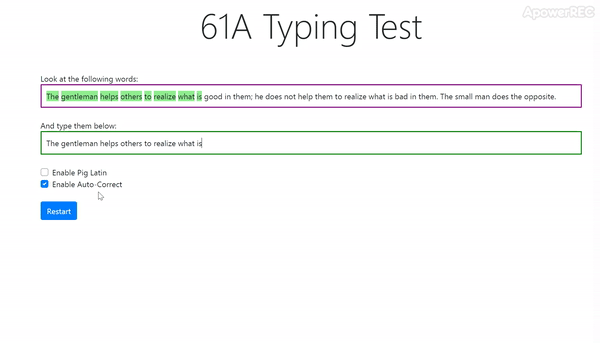 ApowerREC
61A Typing Test
Look at the following words:
The gentleman helps others to realize what is good in them; he does not help them to realize what is bad in them. The small man does the opposite.
And type them below:
The gentleman helps others to realize what is
Enable Pig Latin
Enable Auto-Correct
Restart